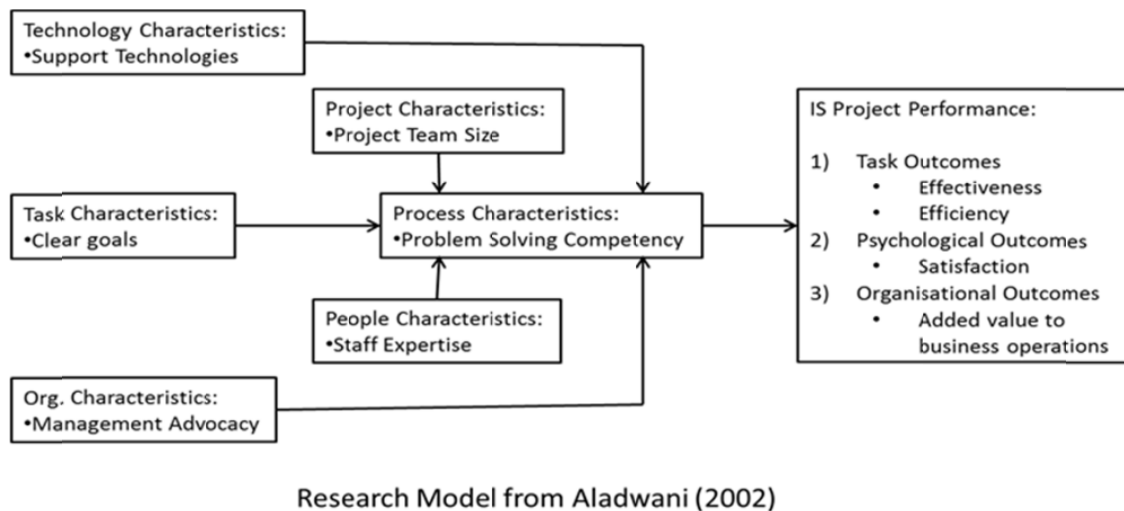 Technology Characteristics:
•Support Technologies
Project Characteristics:
•Project Team Size
Task Characteristics:
•Clear goals
Process Characteristics:
•Problem Solving Competency
People Characteristics:
•Staff Expertise
Org. Characteristics:
•Management Advocacy
IS Project Performance:
1) Task Outcomes
• Effectiveness
• Efficiency
2) Psychological Outcomes
• Satisfaction
3) Organisational Outcomes
• Added value to
business operations
Research Model from Aladwani (2002)